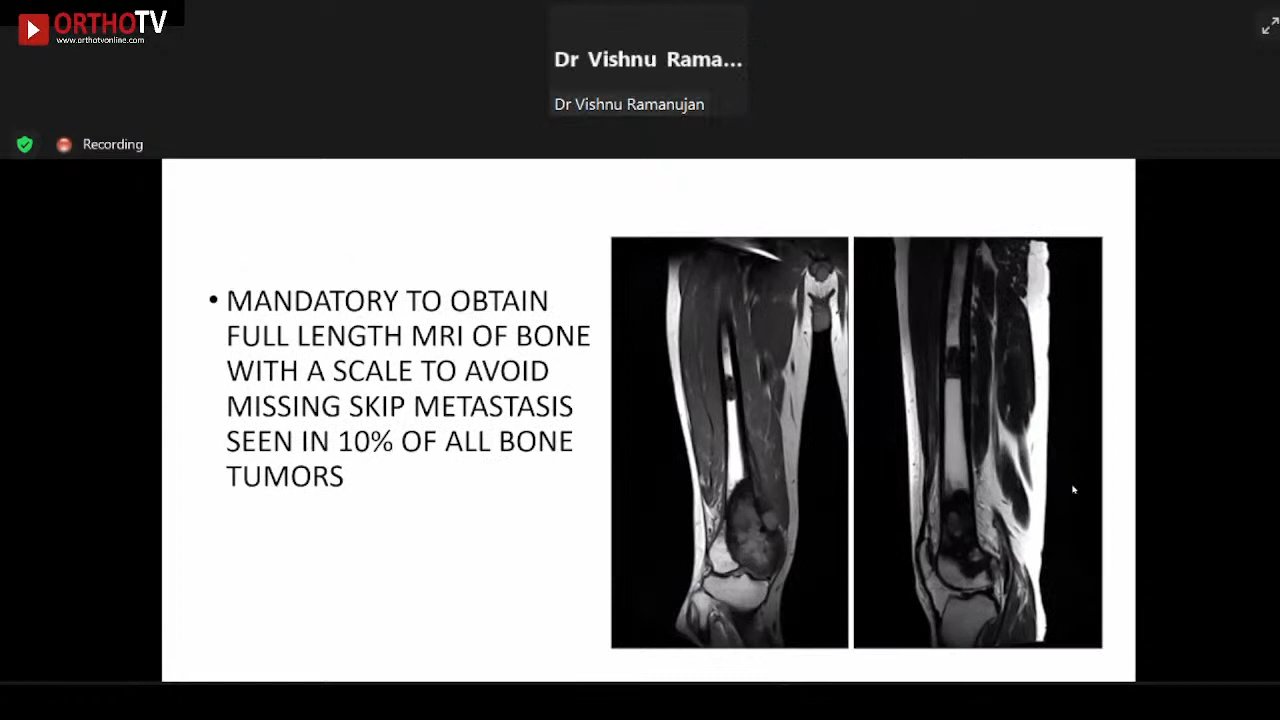 ORTHOTV
www.orthotvonline.com
Dr Vishnu Rama...
Dr Vishnu Ramanujan
Recording
• MANDATORY TO OBTAIN
FULL LENGTH MRI OF BONE
WITH A SCALE TO AVOID
MISSING SKIP METASTASIS
SEEN IN 10% OF ALL BONE
TUMORS